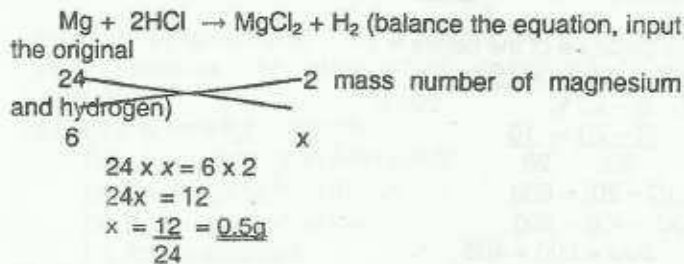 Mg + 2HCl → MgCl₂ + H₂ (balance the equation, input
the original
24 2 mass number of magnesium
and hydrogen)
6 x
24 x x = 6 x 2
24x = 12
x = 12 = 0.5g
24